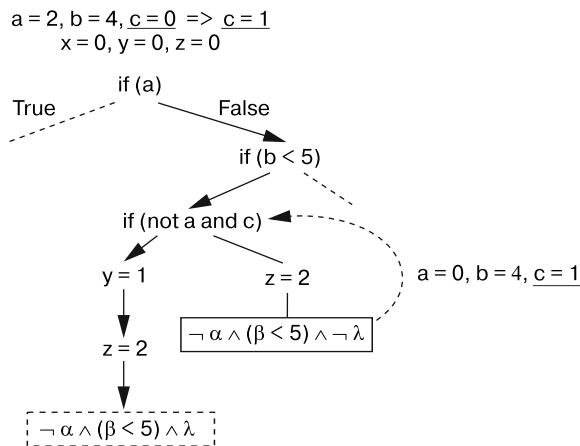 a = 2, b = 4, c = 0 => c = 1
x = 0, y = 0, z = 0
if (a)
True
False
if (b < 5)
if (not a and c)
y = 1
z = 2
a = 0, b = 4, c = 1
¬ α ∧ (β < 5) ∧ ¬ λ
z = 2
¬ α ∧ (β < 5) ∧ λ